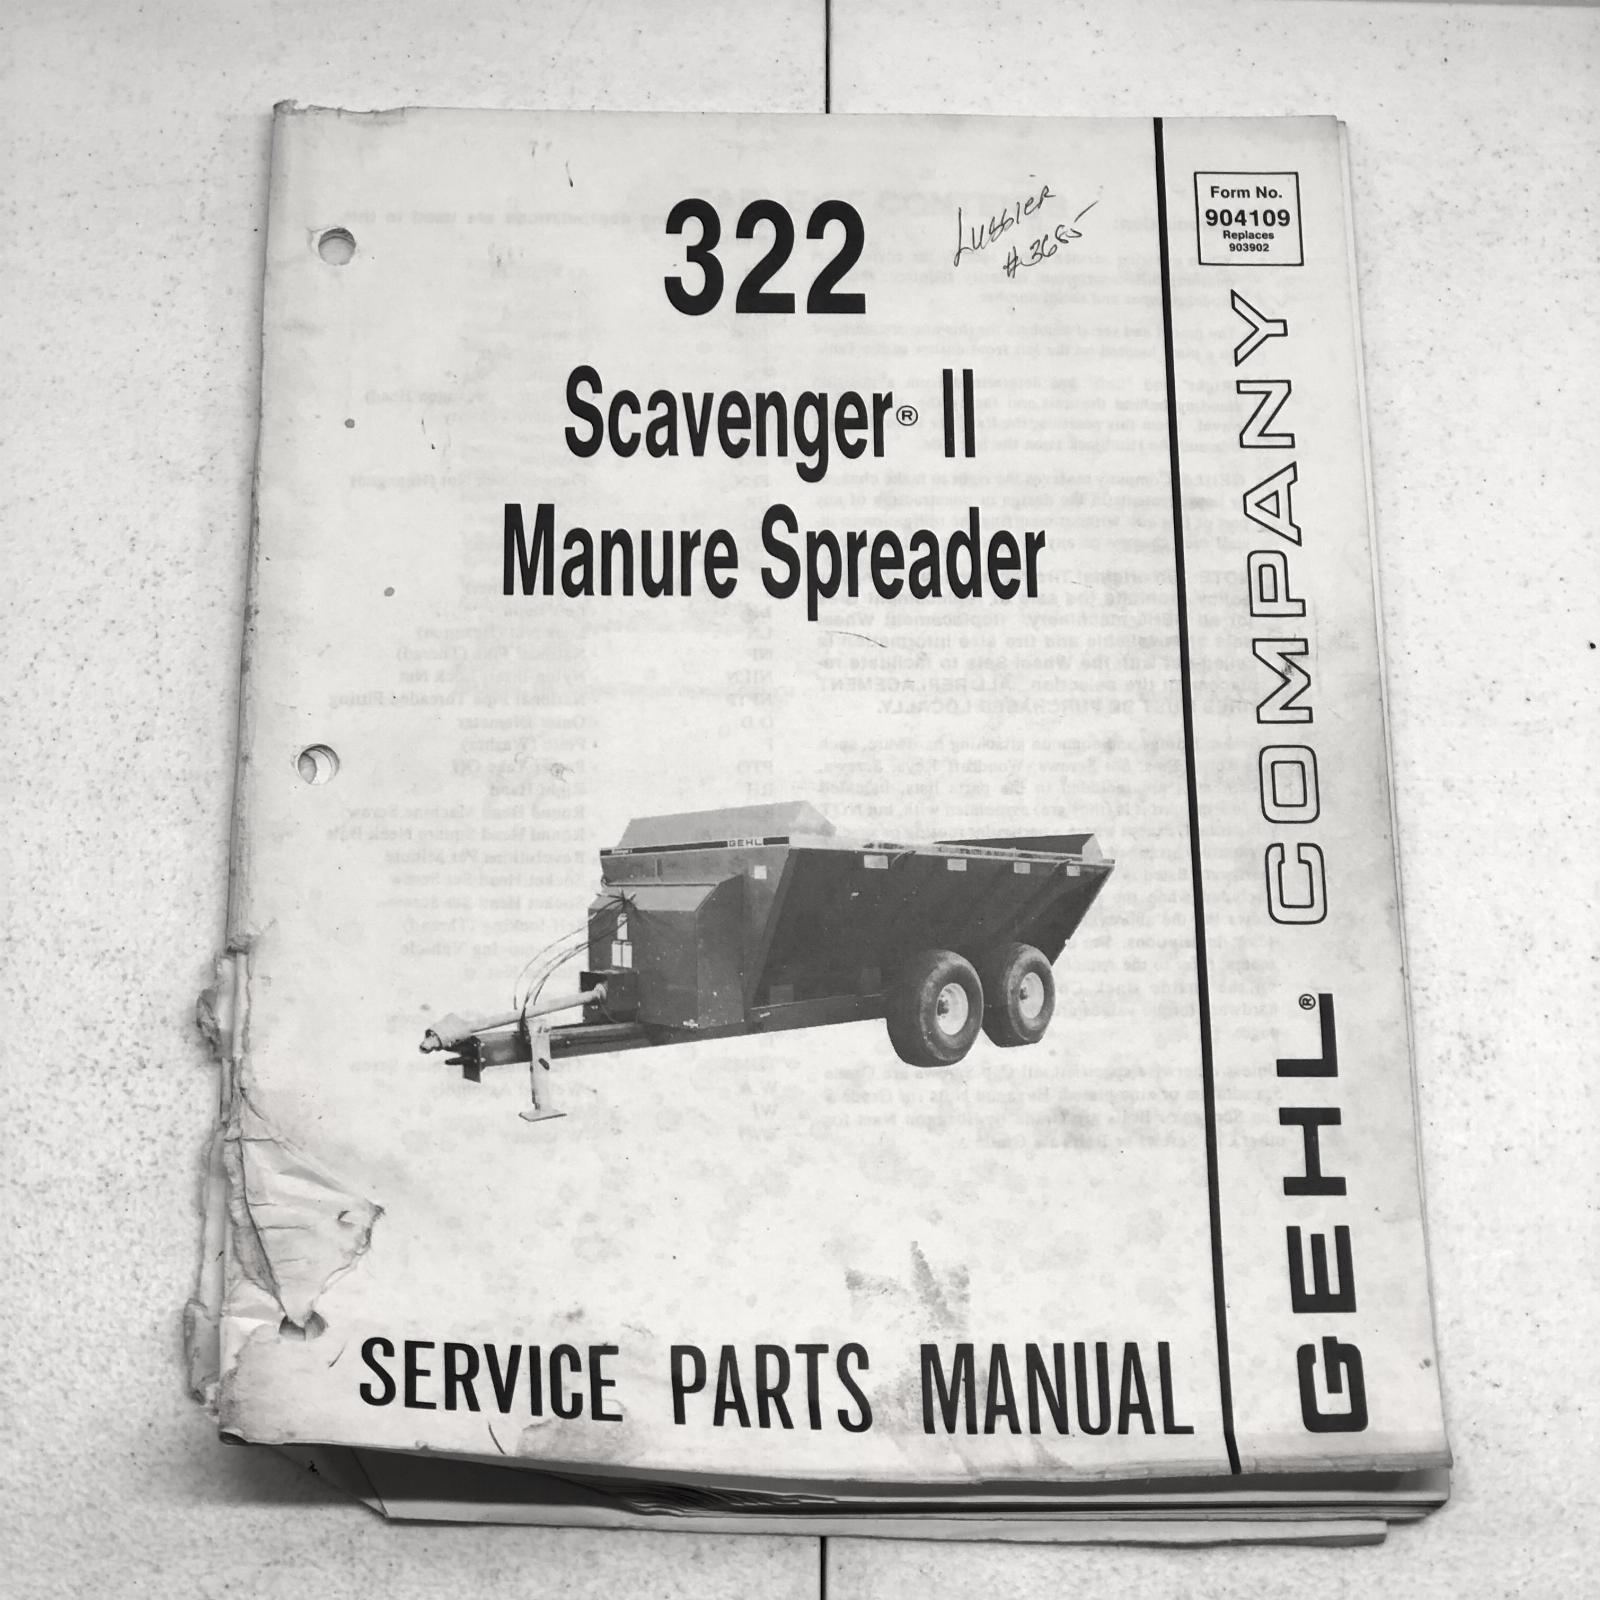 322
Lussier
#3685
Form No.
904109
Replaces
903902
Scavenger® II
Manure Spreader
GEHL
SERVICE PARTS MANUAL
GEHL® COMPANY